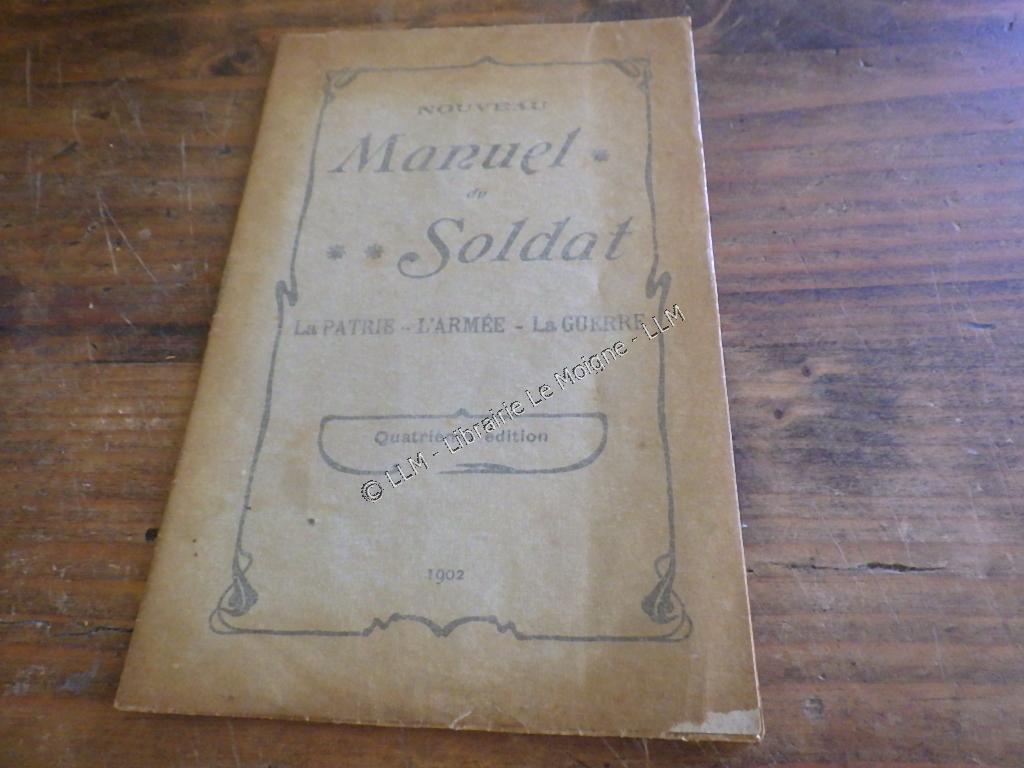 NOUVEAU
Manuel
du
Soldat
La PATRIE - L'ARMÉE - La GUERRE
Quatrième édition
1902
© LLM - Librairie Le Moigne - LLM